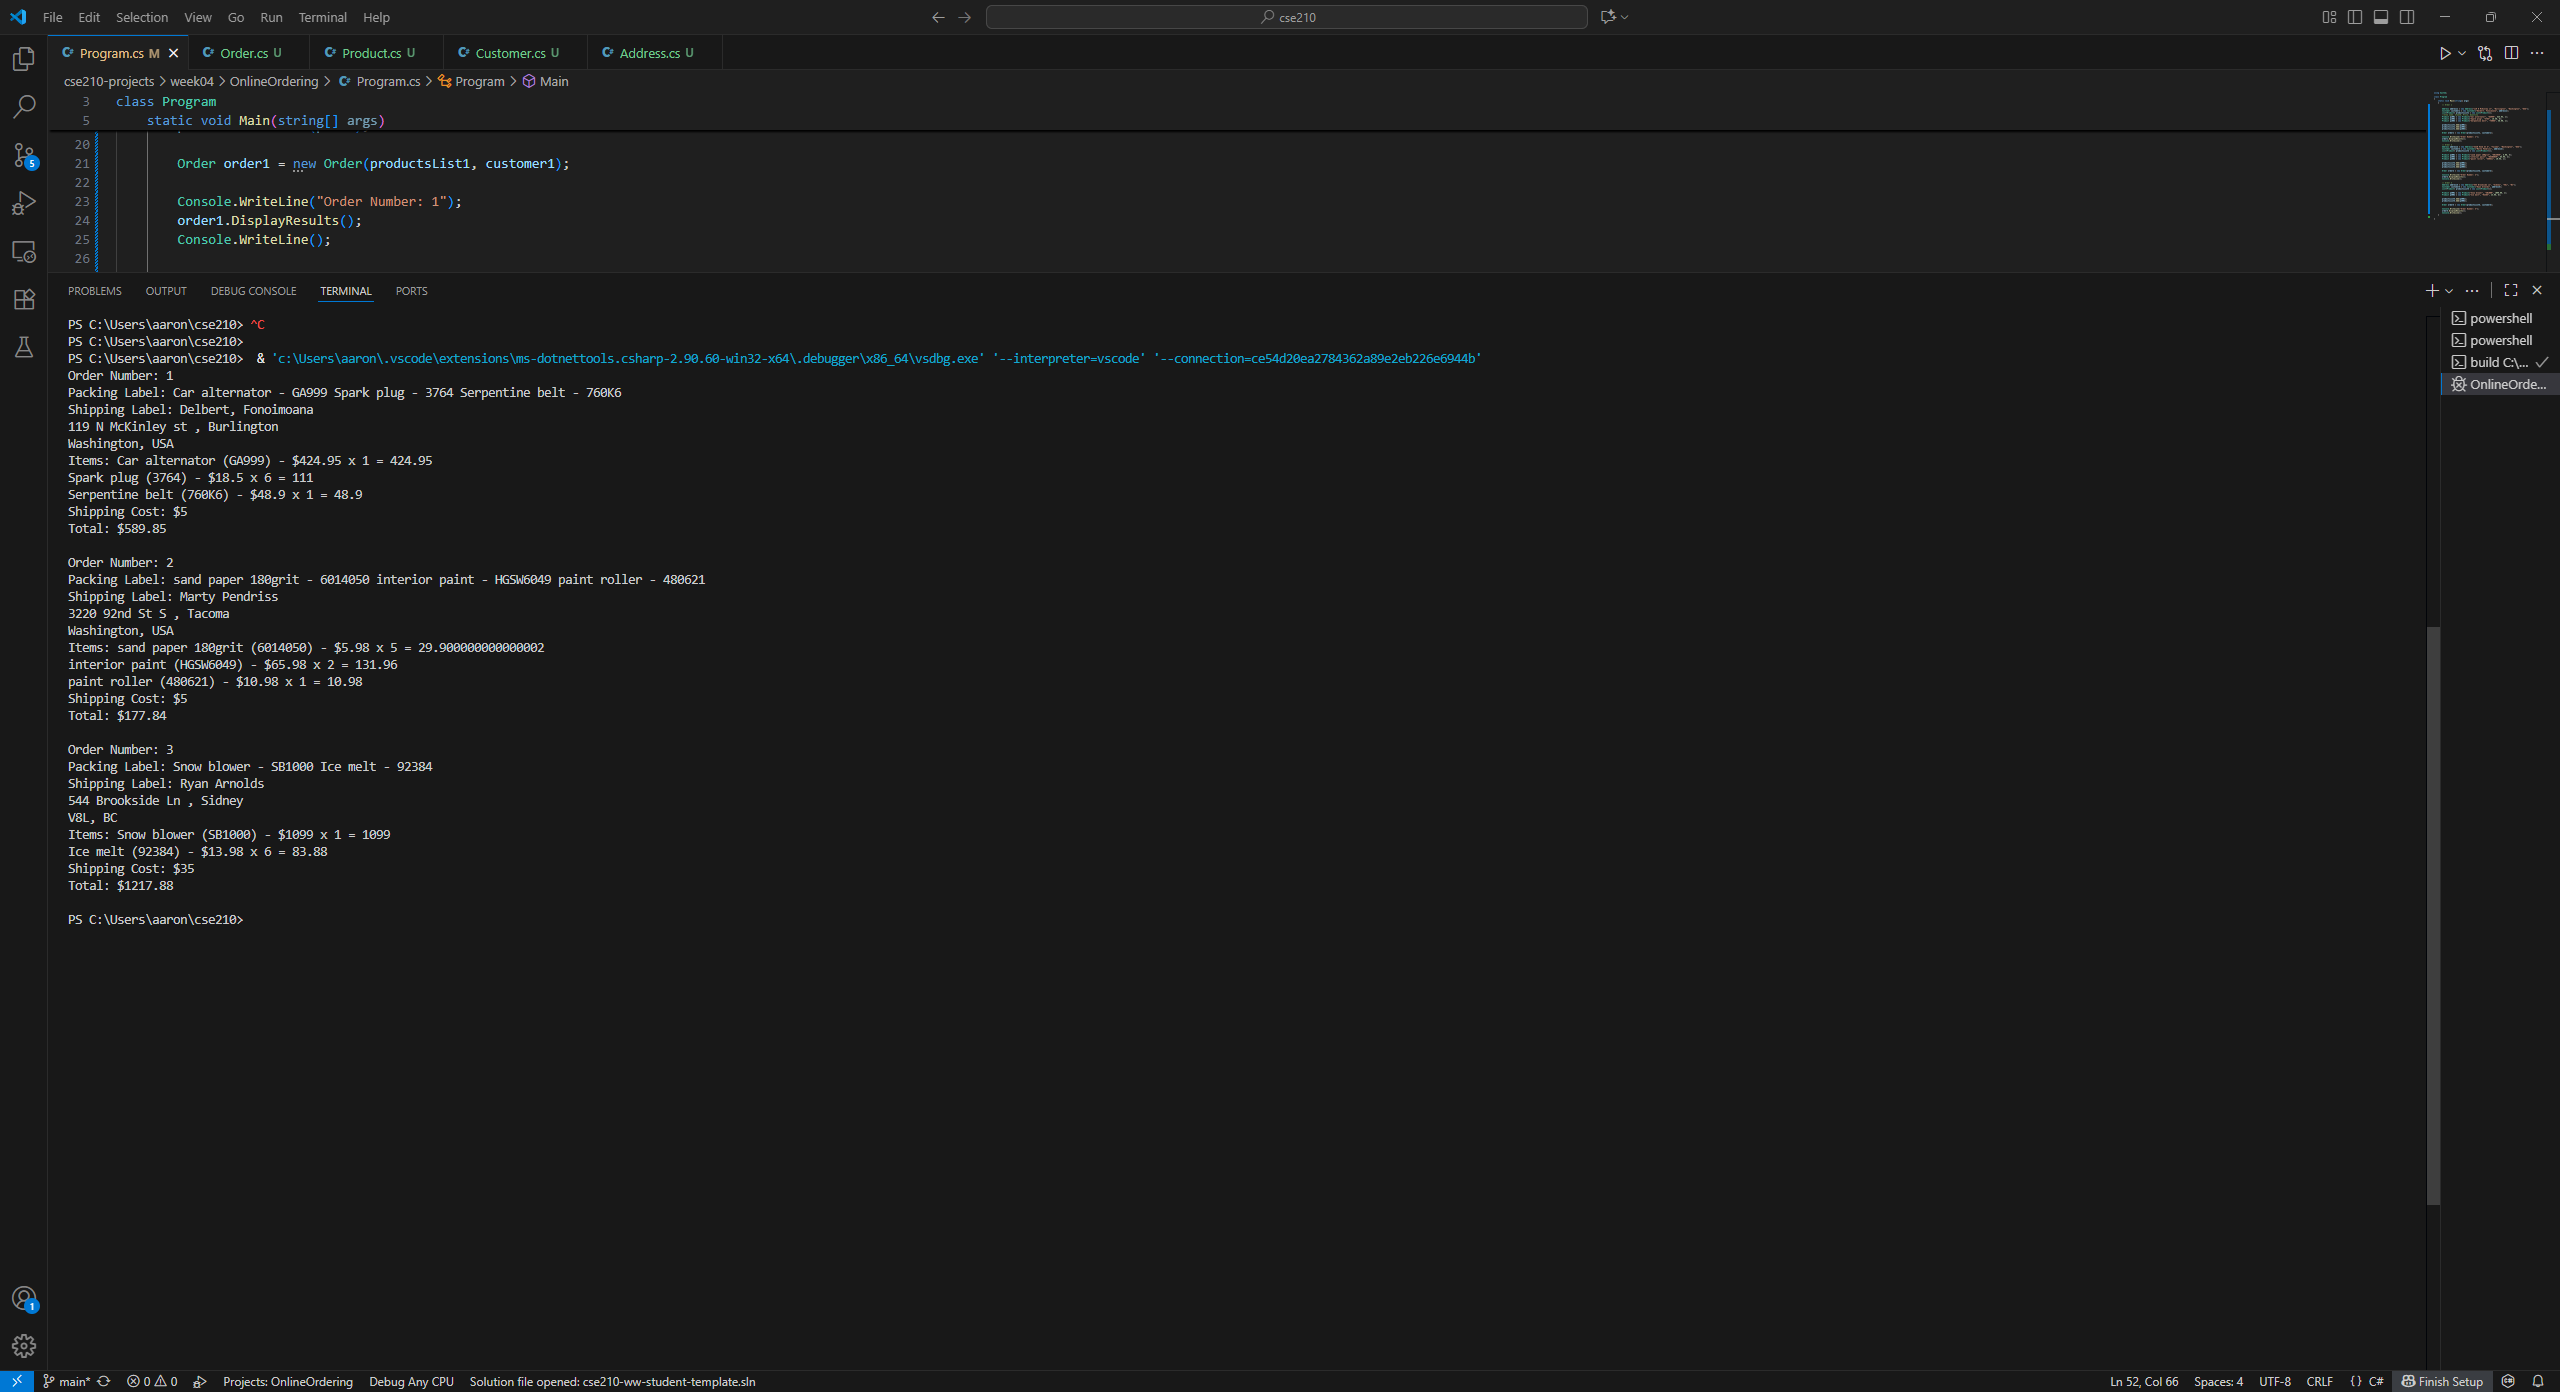 File Edit Selection View Go Run Terminal Help
cse210
Program.cs M
Order.cs U
Product.cs U
Customer.cs U
Address.cs U
cse210-projects > week04 > OnlineOrdering > Program.cs > Program > Main
3 class Program
5 static void Main(string[] args)
20
21 Order order1 = new Order(productsList1, customer1);
22
23 Console.WriteLine("Order Number: 1");
24 order1.DisplayResults();
25 Console.WriteLine();
26
PROBLEMS OUTPUT DEBUG CONSOLE TERMINAL PORTS
PS C:\Users\aaron\cse210> ^C
PS C:\Users\aaron\cse210>
PS C:\Users\aaron\cse210> & 'c:\Users\aaron\.vscode\extensions\ms-dotnettools.csharp-2.90.60-win32-x64\.debugger\x86_64\vsdbg.exe' '--interpreter=vscode' '--connection=ce54d20ea2784362a89e2eb226e6944b'
Order Number: 1
Packing Label: Car alternator - GA999 Spark plug - 3764 Serpentine belt - 760K6
Shipping Label: Delbert, Fonoimoana
119 N McKinley st , Burlington
Washington, USA
Items: Car alternator (GA999) - $424.95 x 1 = 424.95
Spark plug (3764) - $18.5 x 6 = 111
Serpentine belt (760K6) - $48.9 x 1 = 48.9
Shipping Cost: $5
Total: $589.85
Order Number: 2
Packing Label: sand paper 180grit - 6014050 interior paint - HGSW6049 paint roller - 480621
Shipping Label: Marty Pendriss
3220 92nd St S , Tacoma
Washington, USA
Items: sand paper 180grit (6014050) - $5.98 x 5 = 29.900000000000002
interior paint (HGSW6049) - $65.98 x 2 = 131.96
paint roller (480621) - $10.98 x 1 = 10.98
Shipping Cost: $5
Total: $177.84
Order Number: 3
Packing Label: Snow blower - SB1000 Ice melt - 92384
Shipping Label: Ryan Arnolds
544 Brookside Ln , Sidney
V8L, BC
Items: Snow blower (SB1000) - $1099 x 1 = 1099
Ice melt (92384) - $13.98 x 6 = 83.88
Shipping Cost: $35
Total: $1217.88
PS C:\Users\aaron\cse210>
powershell
powershell
build C:\...
OnlineOrde...
5
1
main* 0 0 Projects: OnlineOrdering Debug Any CPU Solution file opened: cse210-ww-student-template.sln Ln 52, Col 66 Spaces: 4 UTF-8 CRLF {} C# Finish Setup